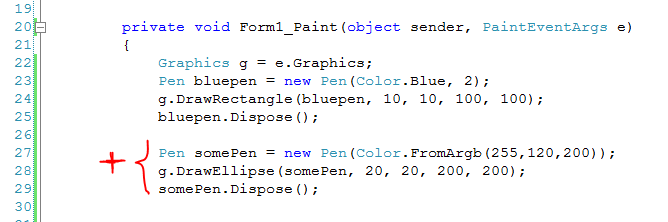 19
20 private void Form1_Paint(object sender, PaintEventArgs e)
21 {
22 Graphics g = e.Graphics;
23 Pen bluepen = new Pen(Color.Blue, 2);
24 g.DrawRectangle(bluepen, 10, 10, 100, 100);
25 bluepen.Dispose();
26
27 Pen somePen = new Pen(Color.FromArgb(255,120,200));
28 g.DrawEllipse(somePen, 20, 20, 200, 200);
29 somePen.Dispose();
30